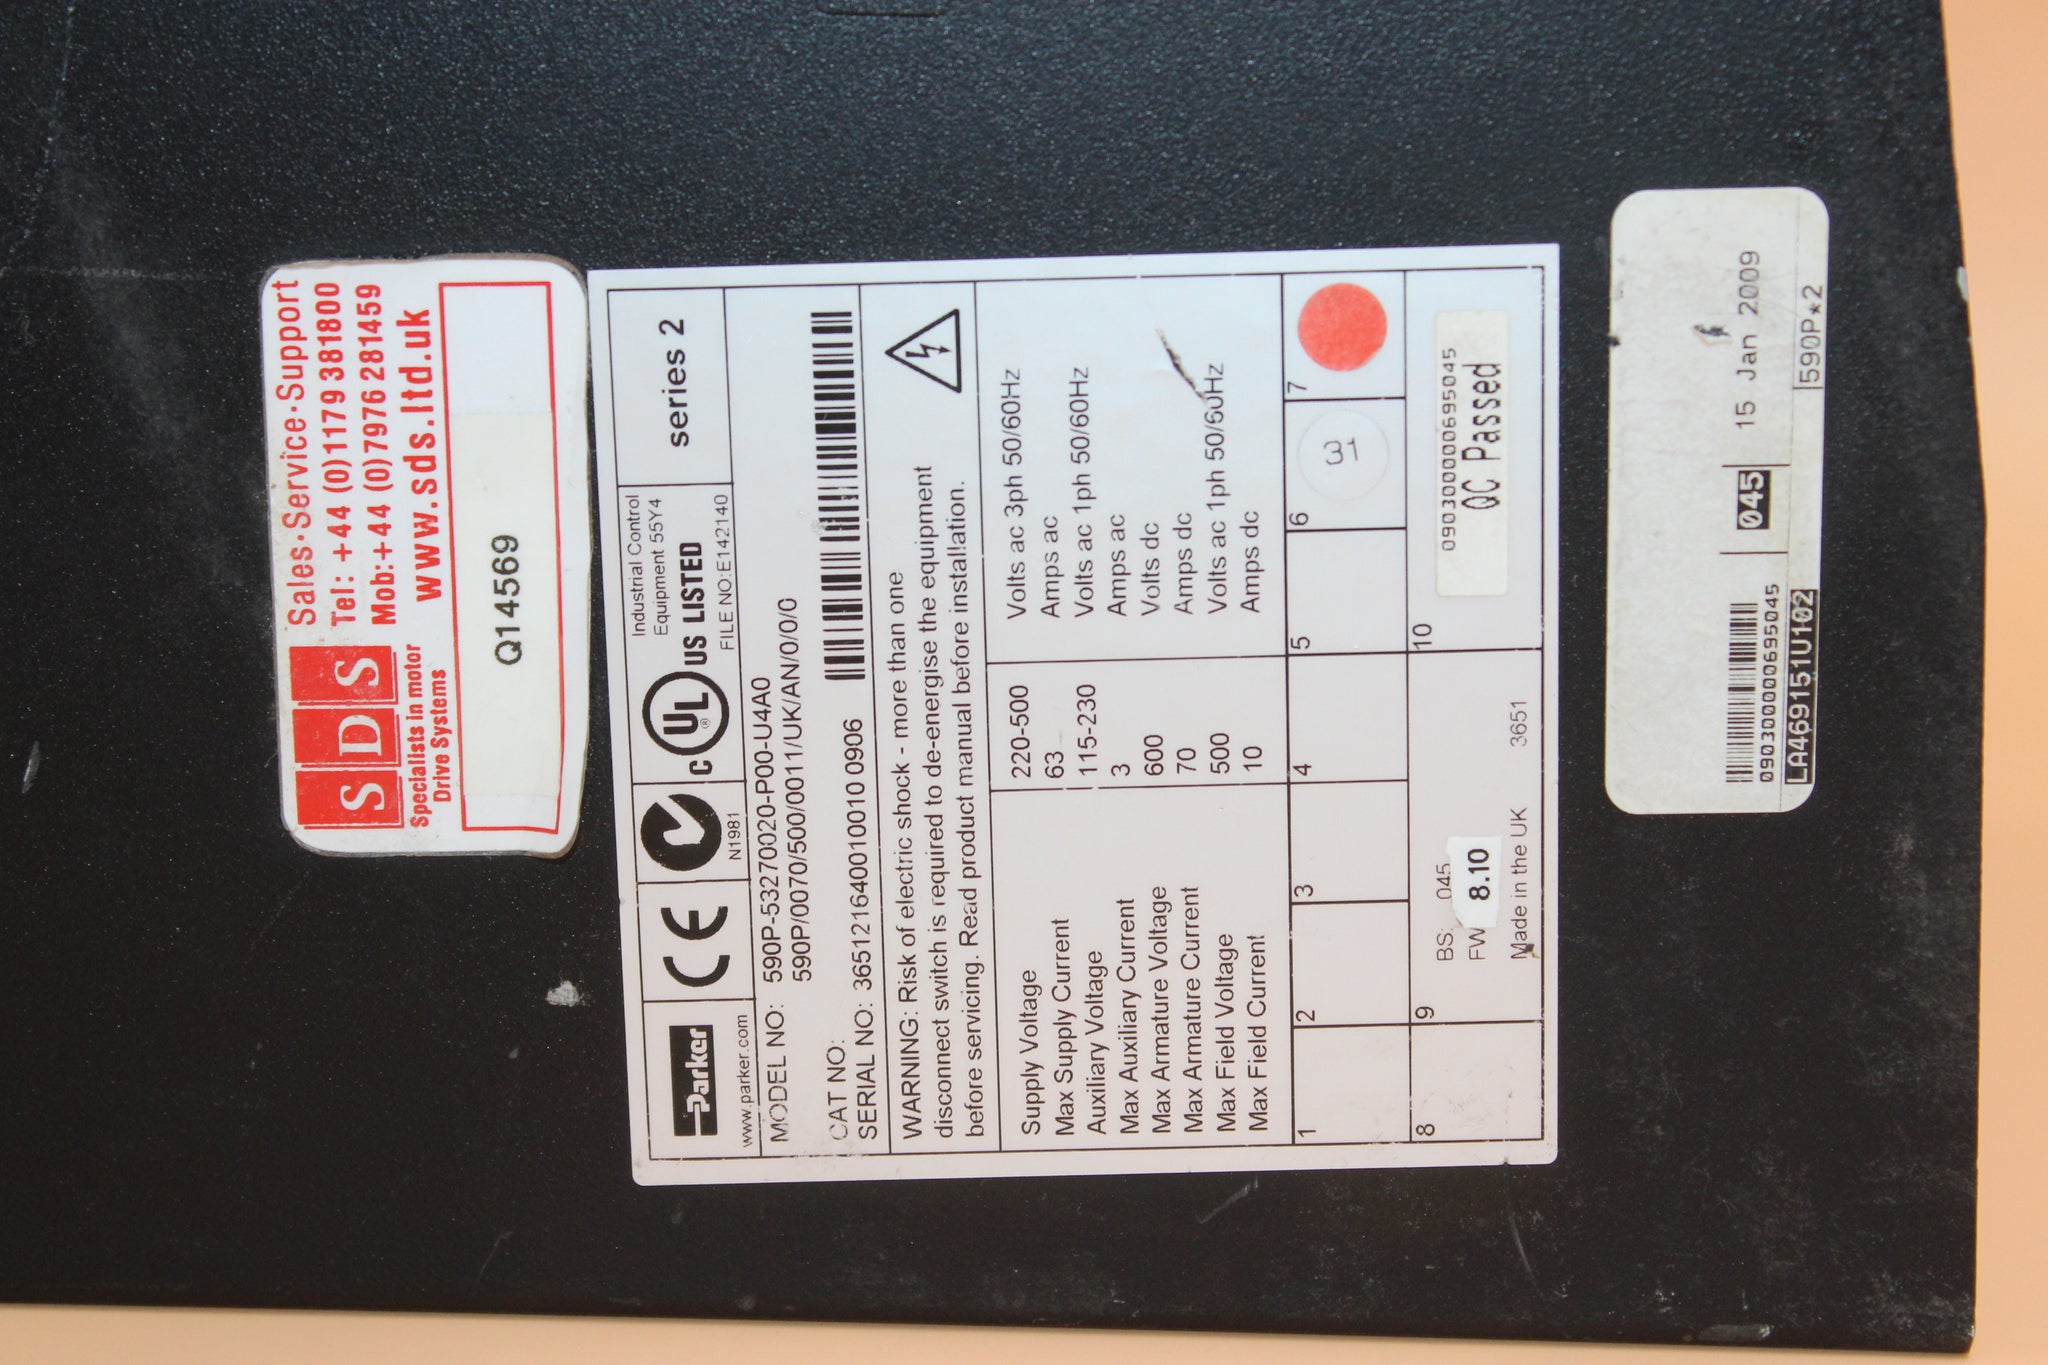 SDS
Specialists in motor
Drive Systems
Sales·Service·Support
Tel: +44 (0)1179 381800
Mob:+44 (0)7976 281459
www.sds.ltd.uk
Q14569
Parker
www.parker.com
CE
N1981
C UL ® US LISTED
Industrial Control
Equipment 55Y4
FILE NO:E142140
series 2
MODEL NO: 590P-53270020-P00-U4A0
590P/0070/500/0011/UK/AN/0/0/0
CAT NO:
SERIAL NO: 365121640010010 0906
WARNING: Risk of electric shock - more than one
disconnect switch is required to de-energise the equipment
before servicing. Read product manual before installation.
Supply Voltage 220-500 Volts ac 3ph 50/60Hz
Max Supply Current 63 Amps ac
Auxiliary Voltage 115-230 Volts ac 1ph 50/60Hz
Max Auxiliary Current 3 Amps ac
Max Armature Voltage 600 Volts dc
Max Armature Current 70 Amps dc
Max Field Voltage 500 Volts ac 1ph 50/60Hz
Max Field Current 10 Amps dc
1 2 3 4 5 6 7
31
8 9 10
BS: 045
FW 8.10
Made in the UK 3651
0903000000695045
QC Passed
0903000000695045
LA469151U102
045
15 Jan 2009
590P*2